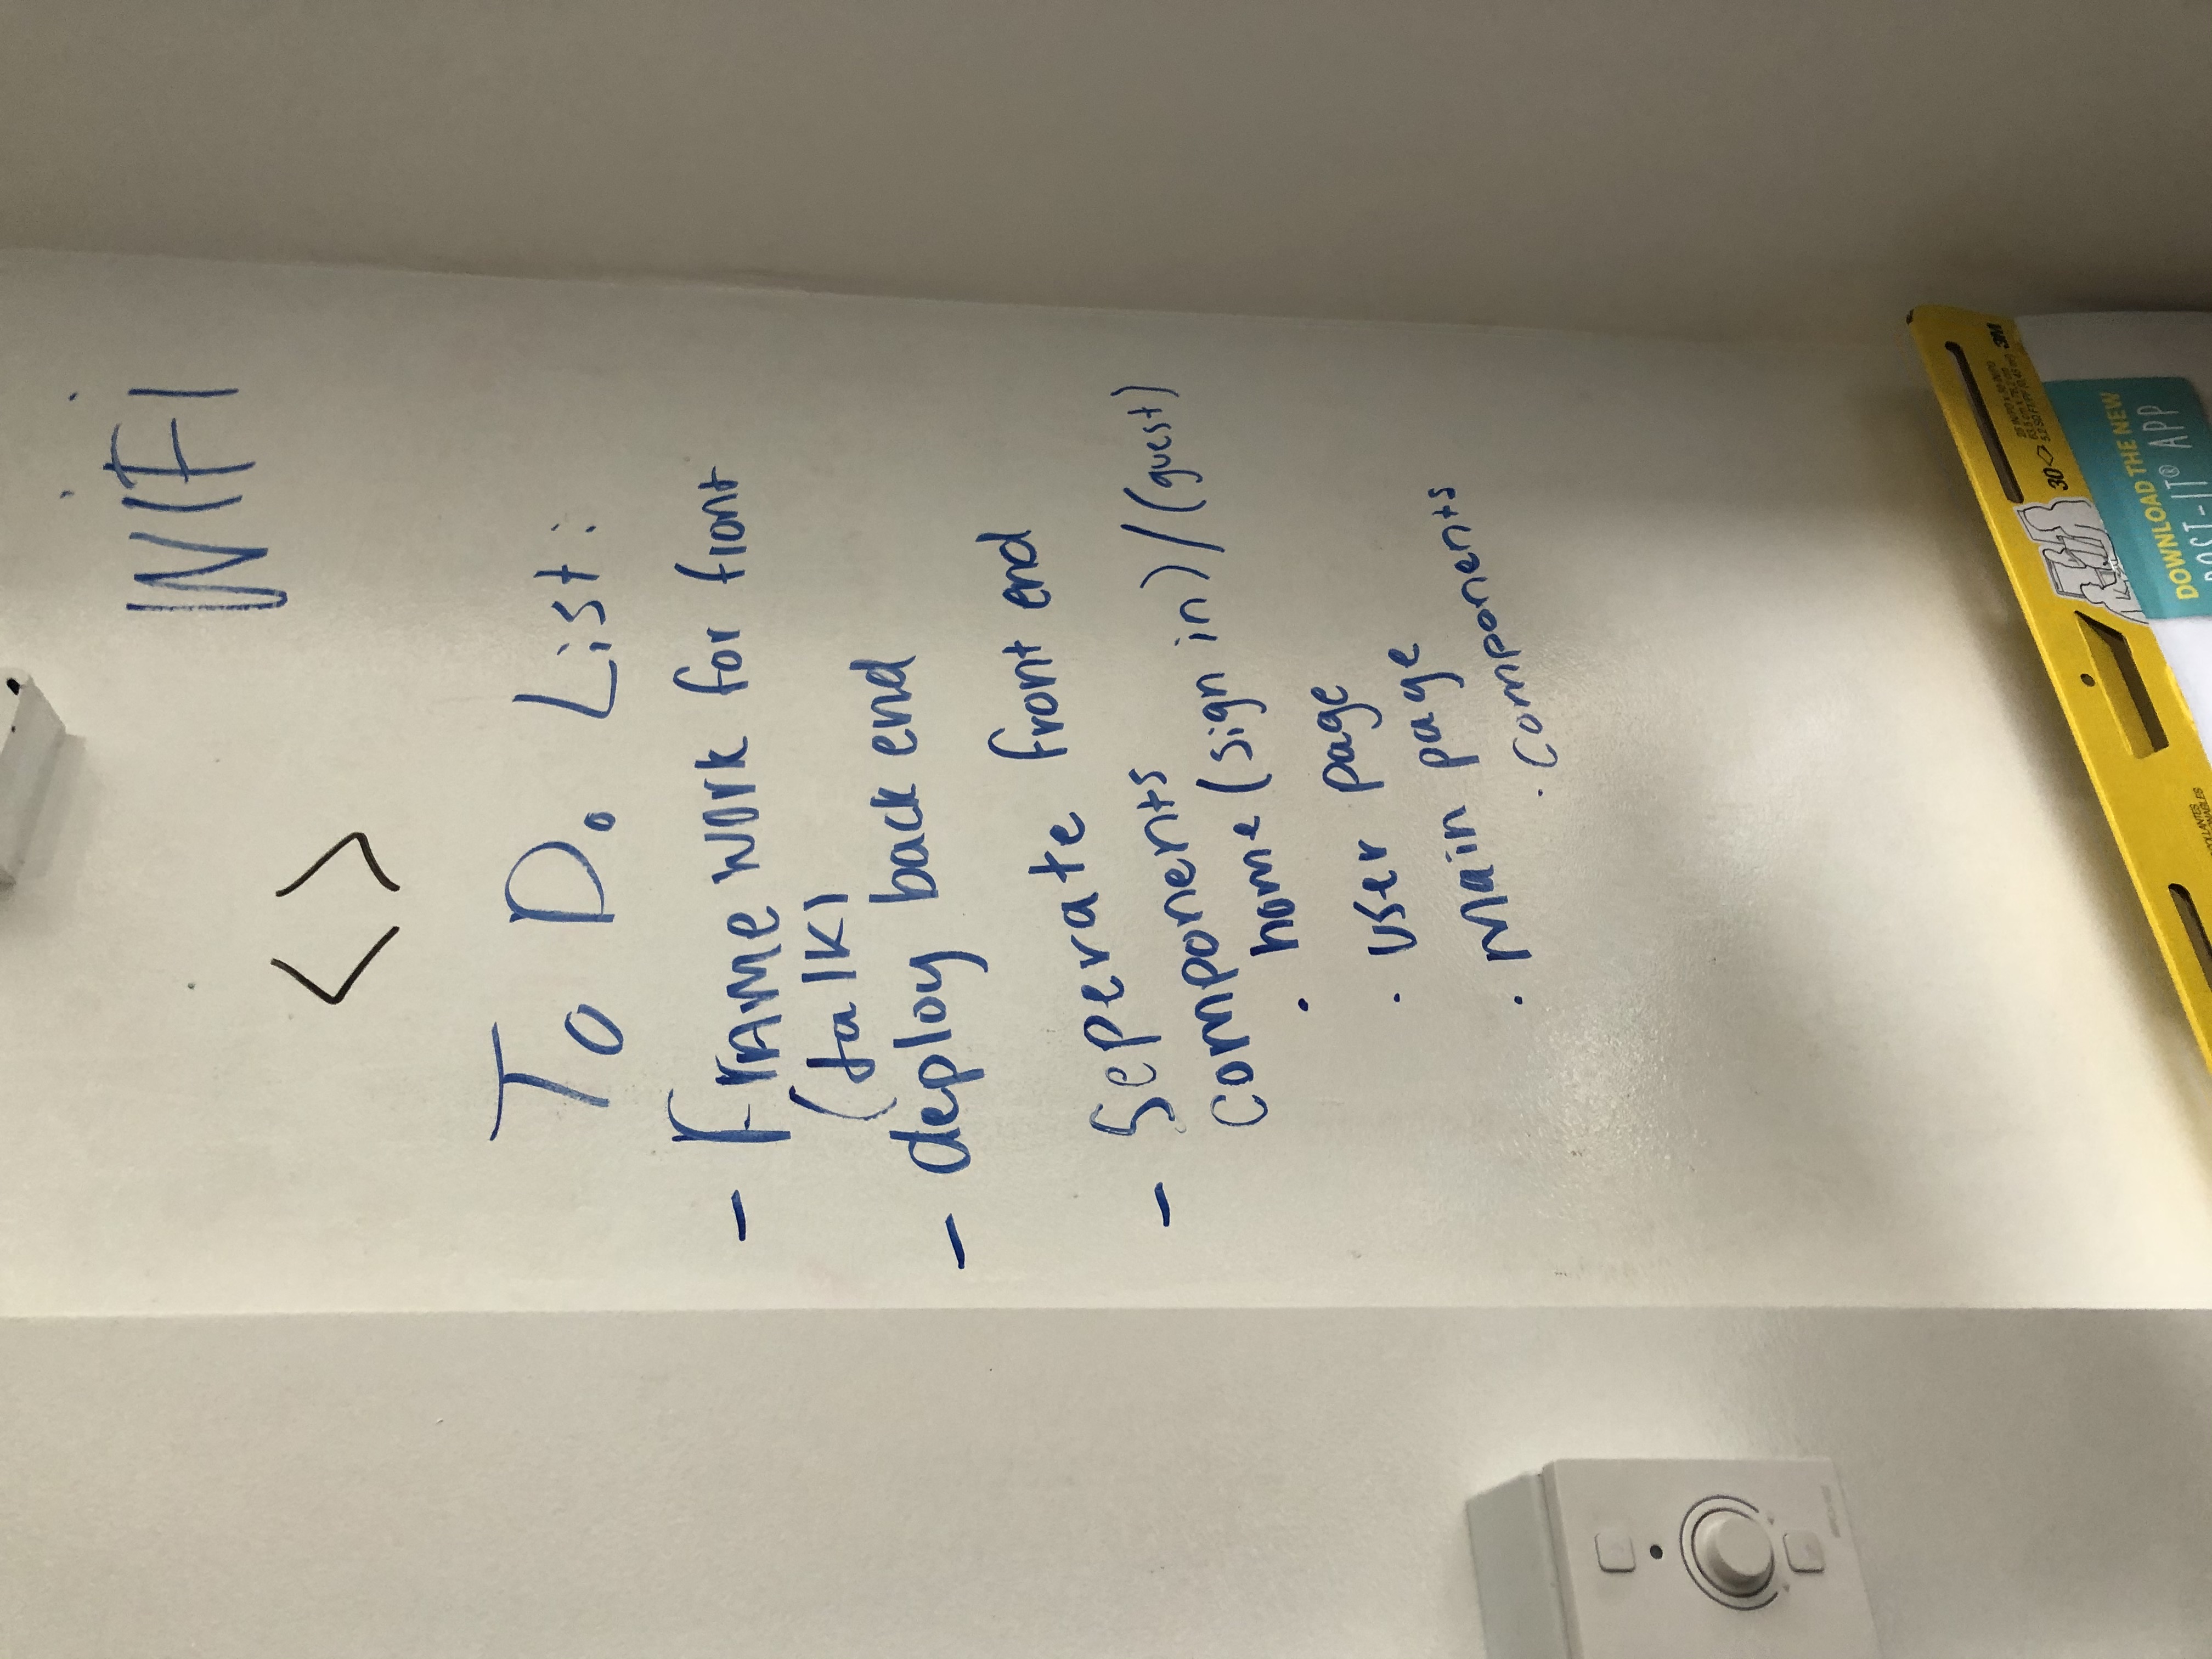 WiFi
< >
To Do List:
- Frame work for front
(talk)
- deploy back end
- Seperate front end
components
· home (sign in)/(guest)
· user page
· main page
· components
30
3M
DOWNLOAD THE NEW
POST-IT® APP